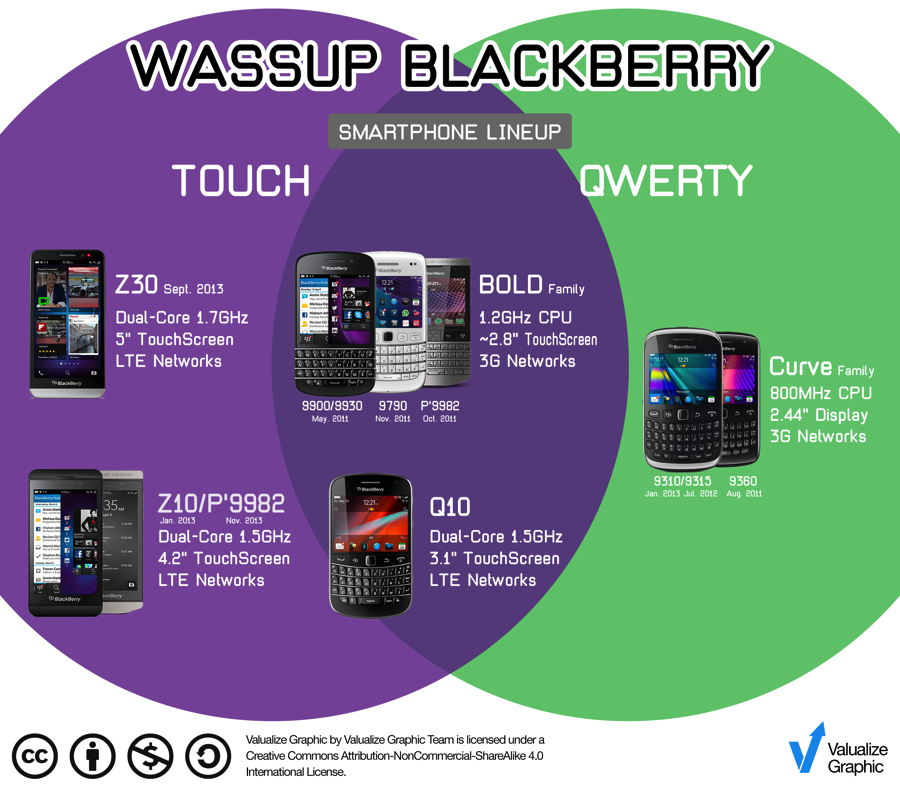 WASSUP BLACKBERRY
SMARTPHONE LINEUP
TOUCH
QWERTY
Z30 Sept. 2013
Dual-Core 1.7GHz
5" TouchScreen
LTE Networks
BOLD Family
1.2GHz CPU
~2.8" TouchScreen
3G Networks
9900/9930
May. 2011
9790
Nov. 2011
P'9982
Oct. 2011
Curve Family
800MHz CPU
2.44" Display
3G Networks
9310/9315
Jan. 2013 Jul. 2012
9360
Aug. 2011
Z10/P'9982
Jan. 2013 Nov. 2013
Dual-Core 1.5GHz
4.2" TouchScreen
LTE Networks
Q10
Dual-Core 1.5GHz
3.1" TouchScreen
LTE Networks
cc
Valualize Graphic by Valualize Graphic Team is licensed under a
Creative Commons Attribution-NonCommercial-ShareAlike 4.0
International License.
Valualize
Graphic